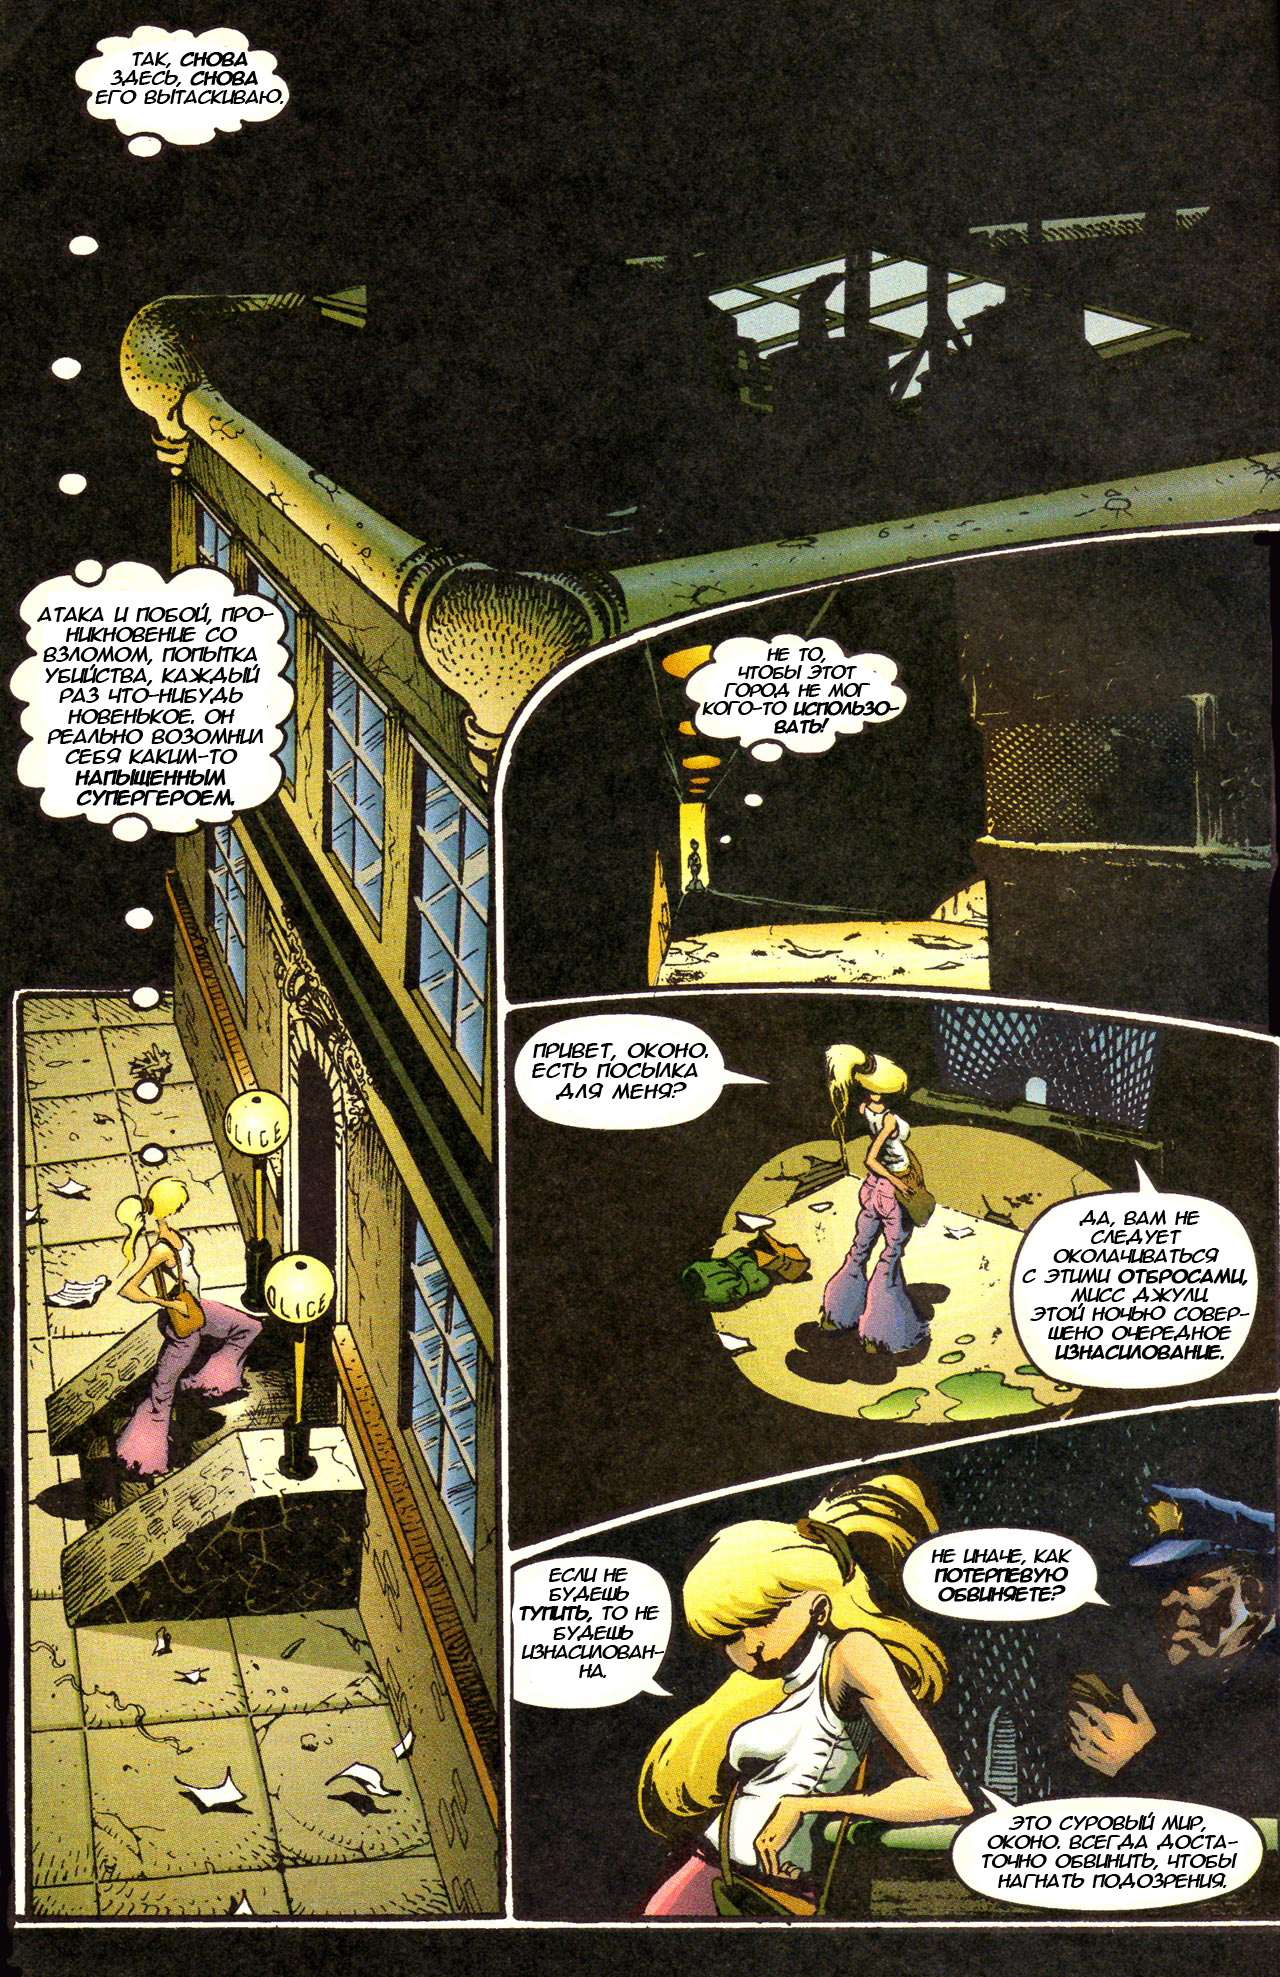 ТАК, СНОВА
ЗДЕСЬ, СНОВА
ЕГО ВЫТАСКИВАЮ.
АТАКА И ПОБОЙ, ПРО-
НИКНОВЕНИЕ СО
ВЗЛОМОМ, ПОПЫТКА
УБИЙСТВА, КАЖДЫЙ
РАЗ ЧТО-НИБУДЬ
НОВЕНЬКОЕ. ОН
РЕАЛЬНО ВОЗОМНИЛ
СЕБЯ КАКИМ-ТО
НАПЫЩЕННЫМ
СУПЕРГЕРОЕМ.
OLICE
OLICE
НЕ ТО,
ЧТОБЫ ЭТОТ
ГОРОД НЕ МОГ
КОГО-ТО ИСПОЛЬЗО-
ВАТЬ!
ПРИВЕТ, ОКОНО.
ЕСТЬ ПОСЫЛКА
ДЛЯ МЕНЯ?
ДА, ВАМ НЕ
СЛЕДУЕТ
ОКОЛАЧИВАТЬСЯ
С ЭТИМИ ОТБРОСАМИ,
МИСС ДЖУЛИ.
ЭТОЙ НОЧЬЮ СОВЕР-
ШЕНО ОЧЕРЕДНОЕ
ИЗНАСИЛОВАНИЕ.
ЕСЛИ НЕ
БУДЕШЬ
ТУПИТЬ, ТО НЕ
БУДЕШЬ
ИЗНАСИЛОВАН-
НА.
НЕ ИНАЧЕ, КАК
ПОТЕРПЕВУЮ
ОБВИНЯЕТЕ?
ЭТО СУРОВЫЙ МИР,
ОКОНО. ВСЕГДА ДОСТА-
ТОЧНО ОБВИНИТЬ, ЧТОБЫ
НАГНАТЬ ПОДОЗРЕНИЯ.